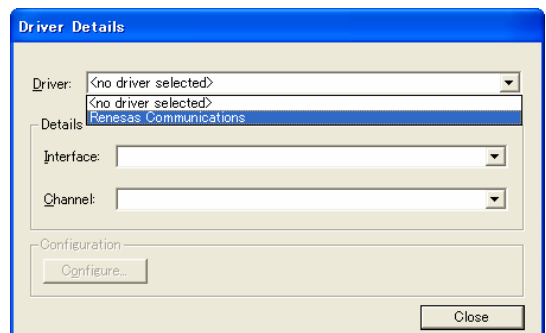 Driver Details
Driver: <no driver selected>
<no driver selected>
Renesas Communications
Details
Interface:
Channel:
Configuration
Configure...
Close